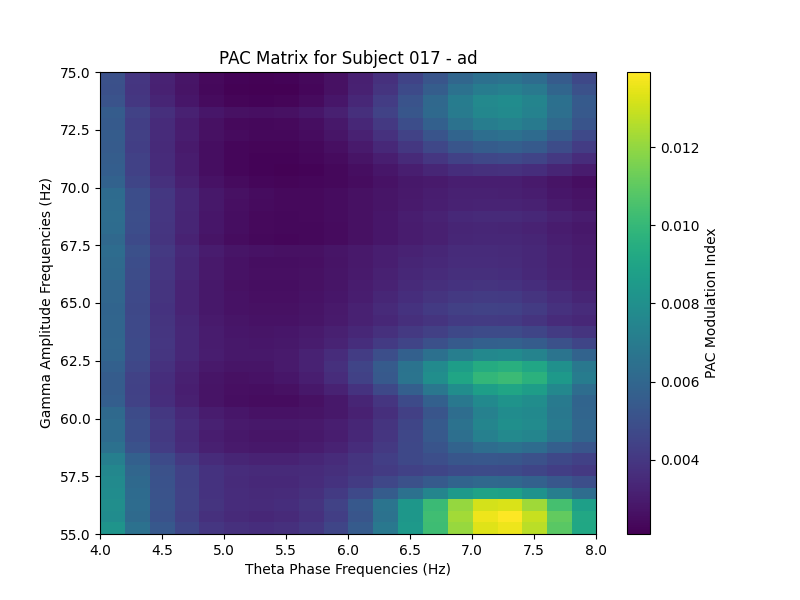 PAC Matrix for Subject 017 - ad
75.0
72.5
70.0
67.5
65.0
62.5
60.0
57.5
55.0
Gamma Amplitude Frequencies (Hz)
4.0 4.5 5.0 5.5 6.0 6.5 7.0 7.5 8.0
Theta Phase Frequencies (Hz)
0.012
0.010
0.008
0.006
0.004
PAC Modulation Index